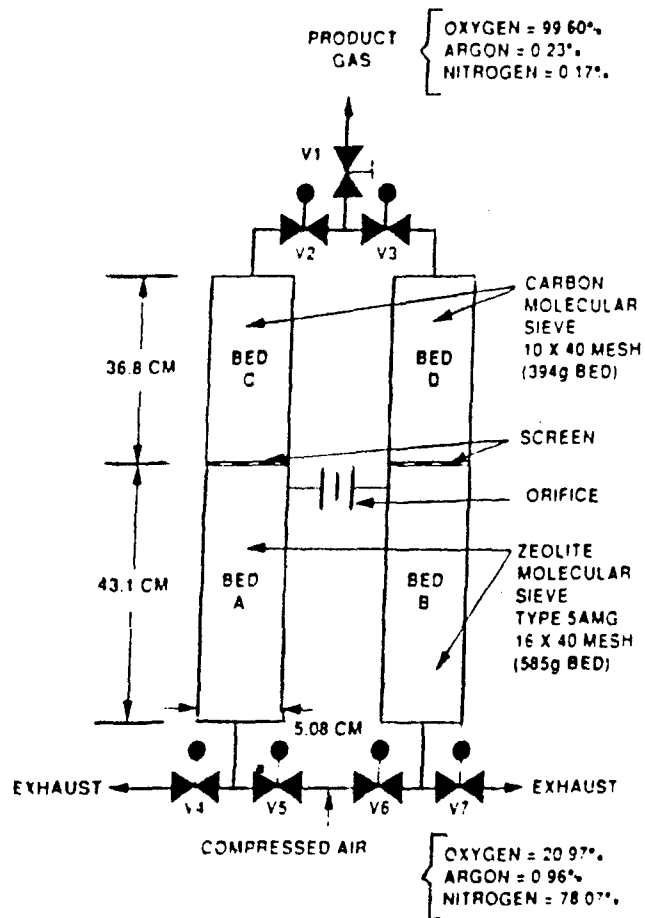 PRODUCT
GAS
OXYGEN = 99.60%
ARGON = 0.23%
NITROGEN = 0.17%
V1
V2
V3
CARBON
MOLECULAR
SIEVE
10 X 40 MESH
(394g BED)
36.8 CM
BED
C
BED
D
SCREEN
ORIFICE
43.1 CM
BED
A
BED
B
ZEOLITE
MOLECULAR
SIEVE
TYPE 5AMG
16 X 40 MESH
(585g BED)
5.08 CM
EXHAUST
V4
V5
V6
V7
EXHAUST
COMPRESSED AIR
OXYGEN = 20.97%
ARGON = 0.96%
NITROGEN = 78.07%